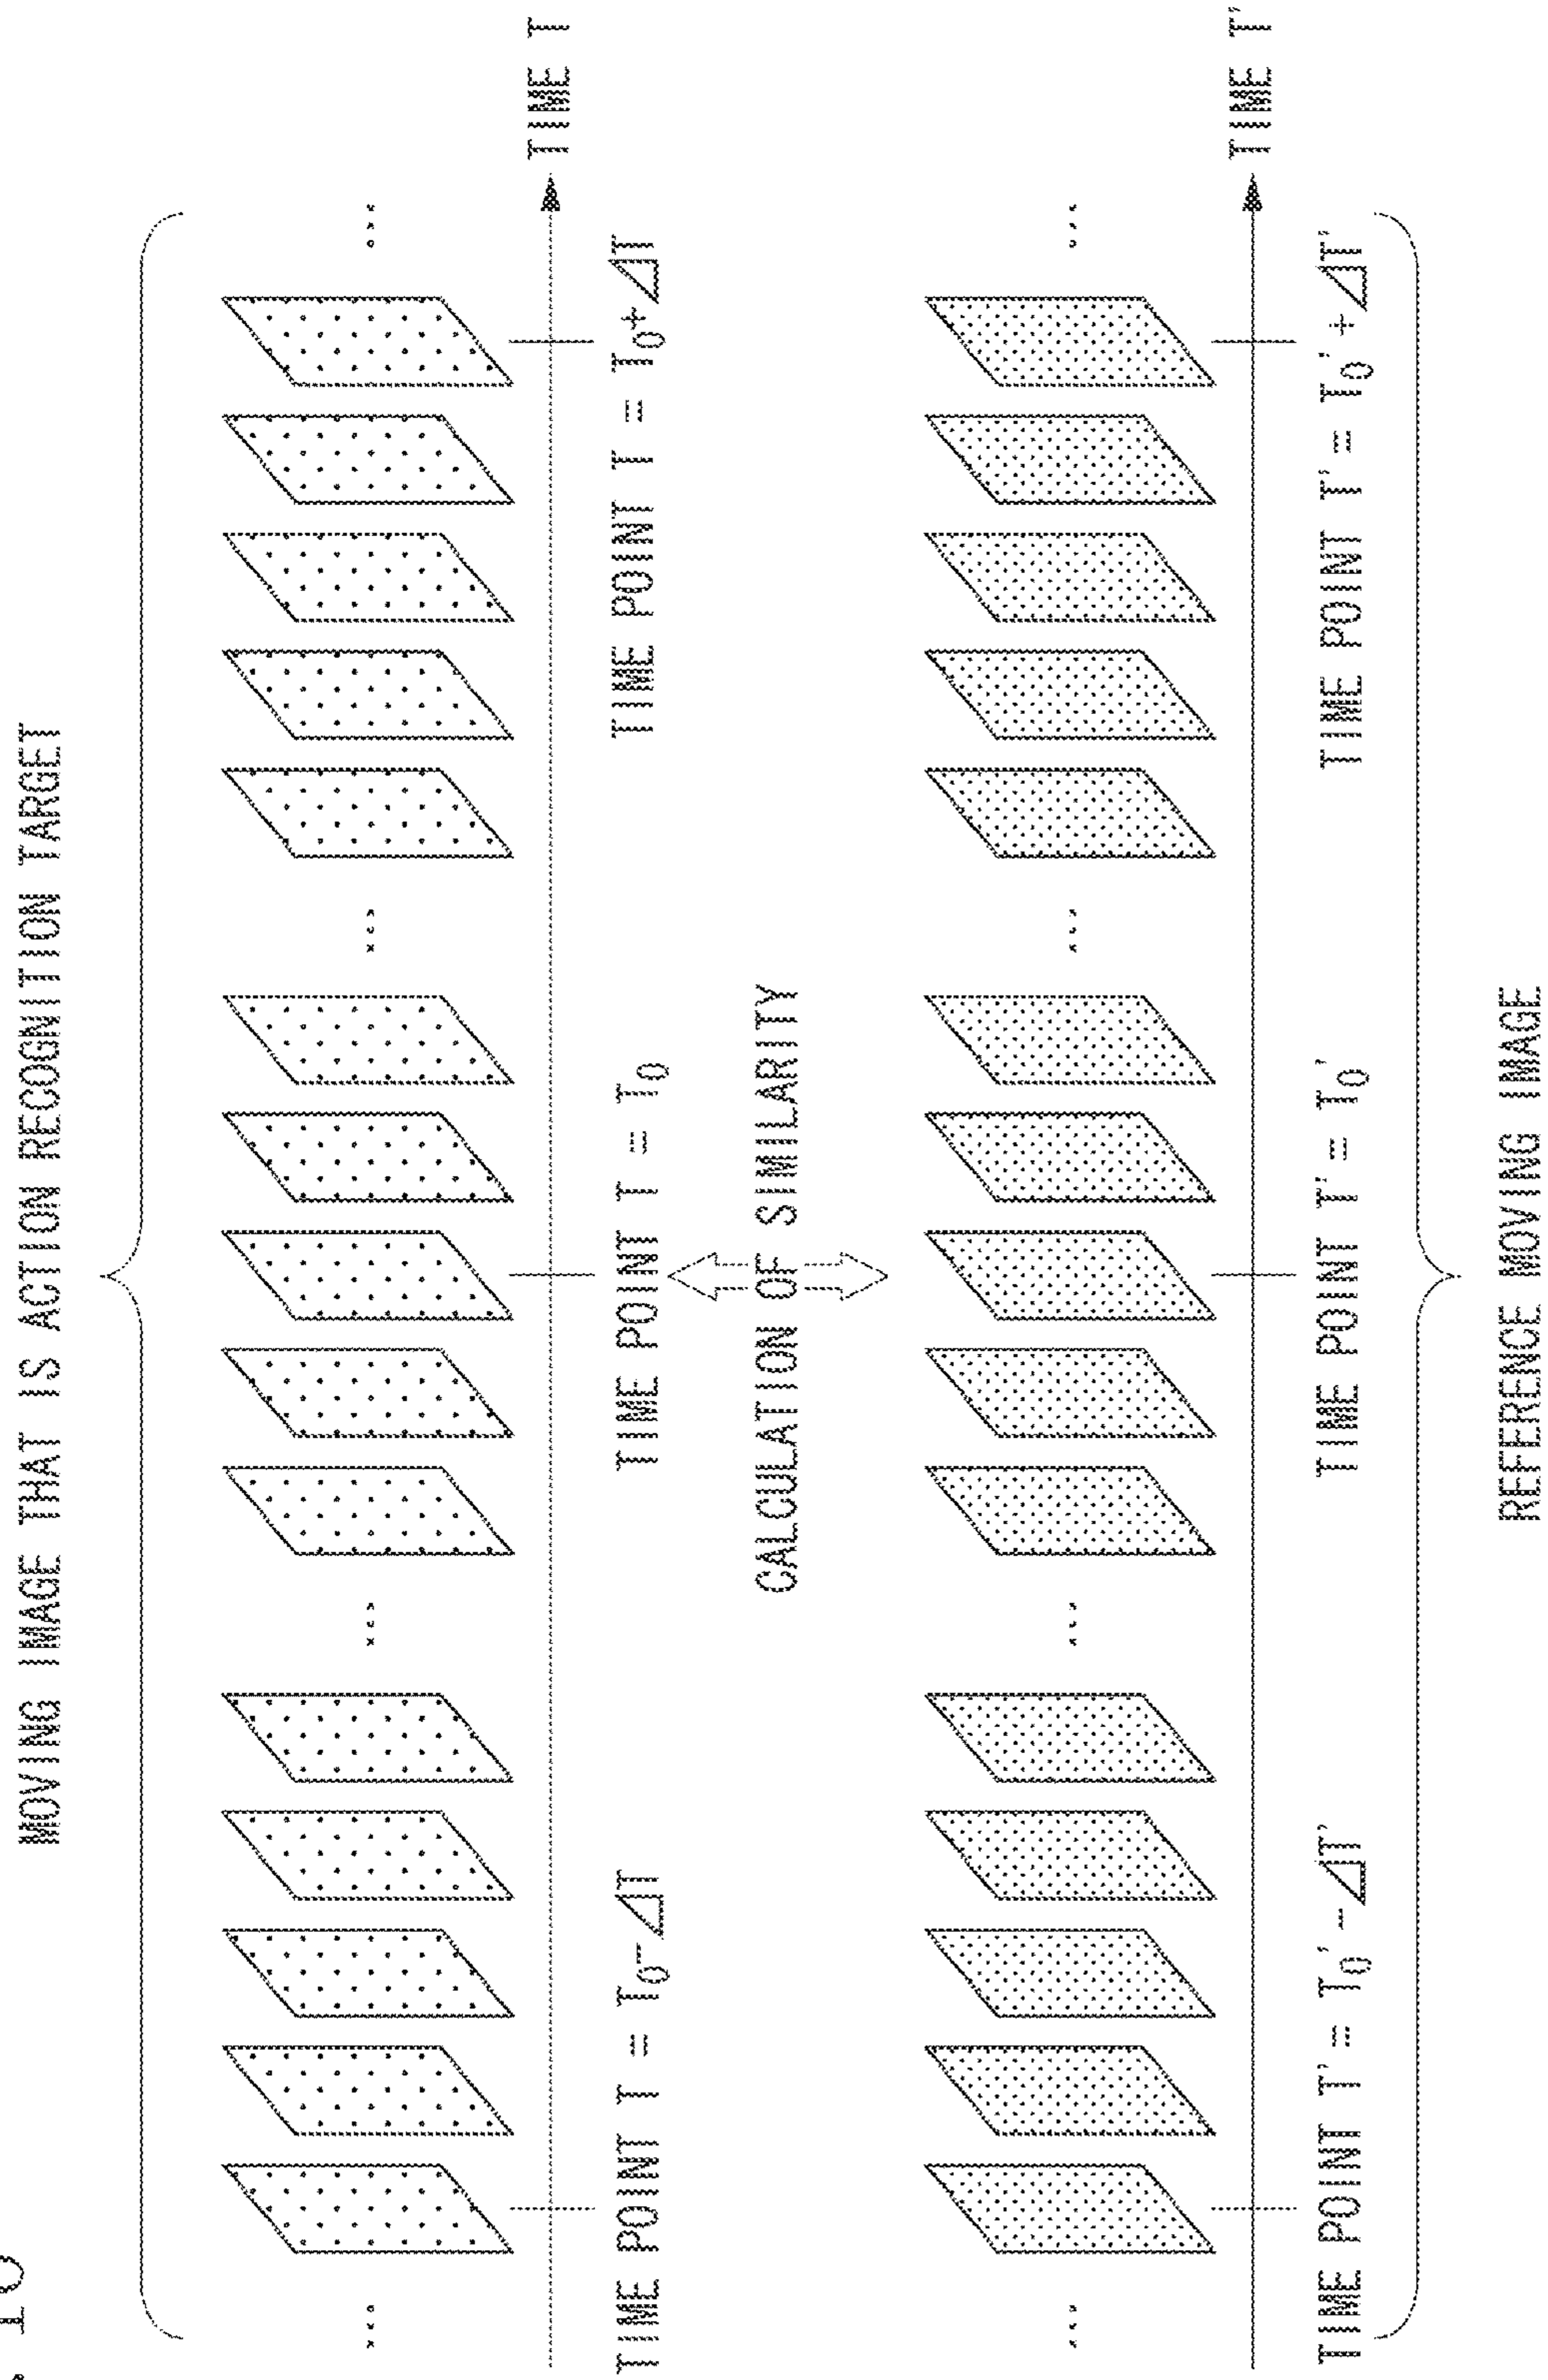 10
MOVING IMAGE THAT IS ACTION RECOGNITION TARGET
... ... ... ...
TIME T
TIME POINT T = T0-ΔT
TIME POINT T = T0
TIME POINT T = T0+ΔT
CALCULATION OF SIMILARITY
... ... ... ...
TIME T'
TIME POINT T' = T0' -ΔT'
TIME POINT T' = T0'
TIME POINT T' = T0' +ΔT'
REFERENCE MOVING IMAGE